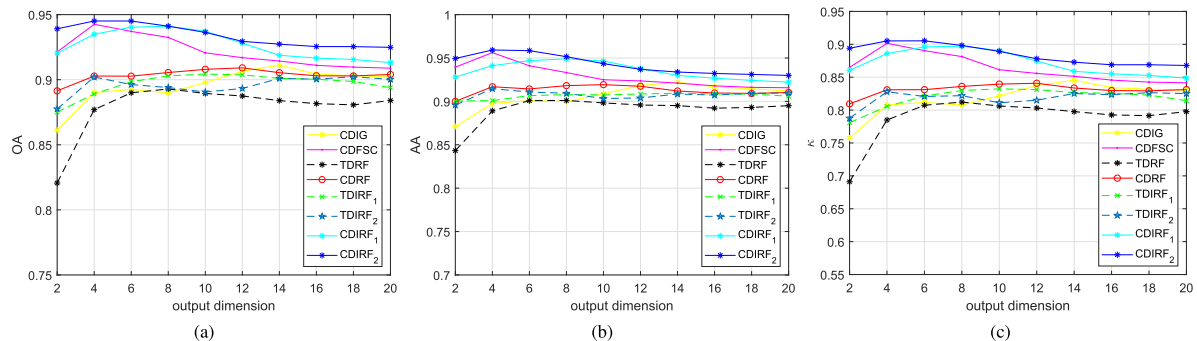 0.95
0.9
0.85
0.8
0.75
OA
2 4 6 8 10 12 14 16 18 20
output dimension
CDIG
CDFSC
TDRF
CDRF
TDIRF1
TDIRF2
CDIRF1
CDIRF2
(a)
1
0.95
0.9
0.85
0.8
0.75
0.7
AA
2 4 6 8 10 12 14 16 18 20
output dimension
CDIG
CDFSC
TDRF
CDRF
TDIRF1
TDIRF2
CDIRF1
CDIRF2
(b)
0.95
0.9
0.85
0.8
0.75
0.7
0.65
0.6
0.55
κ
2 4 6 8 10 12 14 16 18 20
output dimension
CDIG
CDFSC
TDRF
CDRF
TDIRF1
TDIRF2
CDIRF1
CDIRF2
(c)